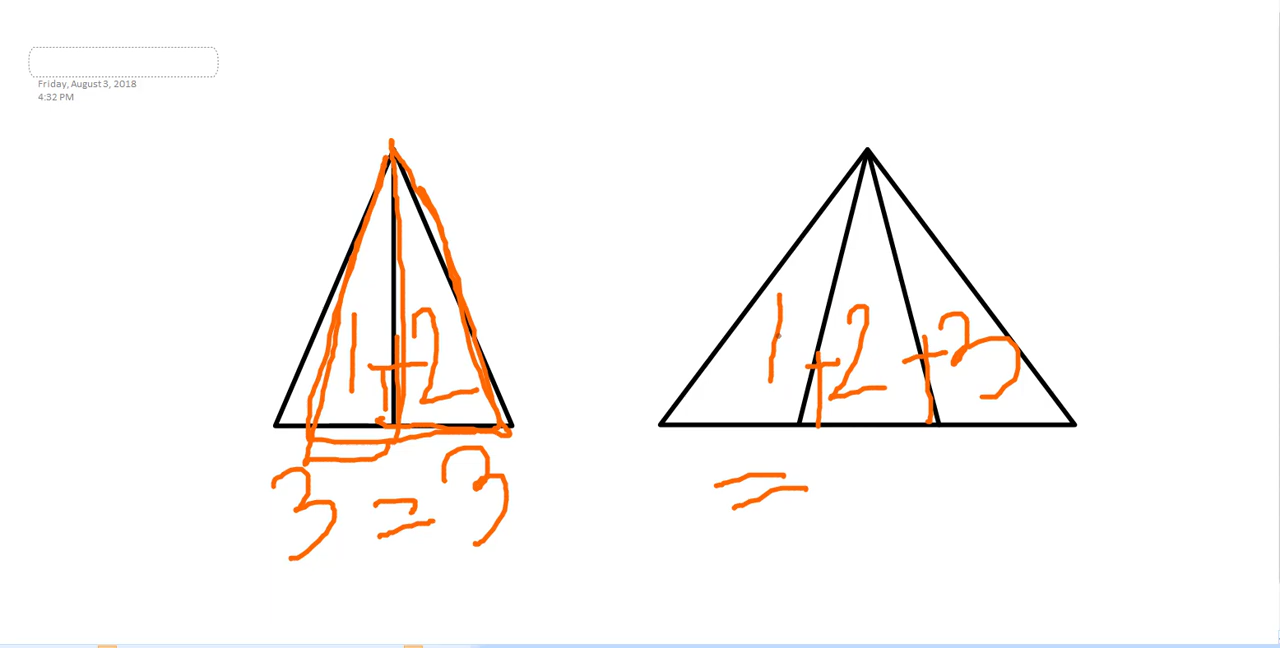 Friday, August 3, 2018
4:32 PM
1+2
3=3
1+2+3
=